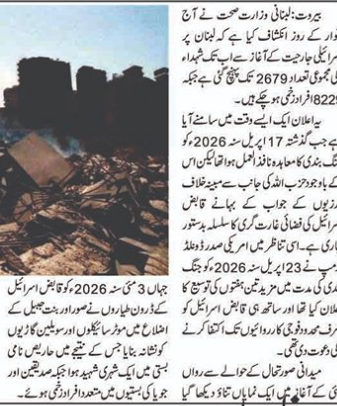 بیروت: لبنانی وزارت صحت نے آج
اتوار کے روز انکشاف کیا ہے کہ لبنان پر
اسرائیلی جارحیت کے آغاز سے اب تک شہداء
کی مجموعی تعداد 2679 تک پہنچ گئی ہے جبکہ
8229 افراد زخمی ہو چکے ہیں۔
یہ اعلان ایک ایسے وقت میں سامنے آیا
ہے جب گذشتہ 17 اپریل سنہ 2026ء کو
جنگ بندی کا معاہدہ نافذ العمل ہوا تھا لیکن اس
کے باوجود حزب اللہ کی جانب سے مبینہ خلاف
ورزیوں کے جواب کے بہانے قابض
اسرائیل کی فضائی غارت گری کا سلسلہ بدستور
جاری ہے۔ اسی تناظر میں امریکی صدر ڈونلڈ
ٹرمپ نے 23 اپریل سنہ 2026ء کو جنگ
بندی کی مدت میں مزید تین ہفتوں کی توسیع کا
اعلان کیا تھا اور ساتھ ہی قابض اسرائیل کو
صرف محدود فوجی کارروائیوں تک اکتفا کرنے
کی دعوت دی تھی۔
میدانی صورتحال کے حوالے سے رواں
مئی کے آغاز میں ایک نمایاں تناؤ دیکھا گیا
جہاں 3 مئی سنہ 2026ء کو قابض اسرائیل
کے ڈرون طیاروں نے صور اور بنت جبیل کے
اضلاع میں موٹر سائیکلوں اور سویلین گاڑیوں
کو نشانہ بنایا جس کے نتیجے میں حاریص نامی
بستی میں ایک شہری شہید ہوا جبکہ صدیقین اور
جویا کی بستیوں میں متعدد افراد زخمی ہوئے۔